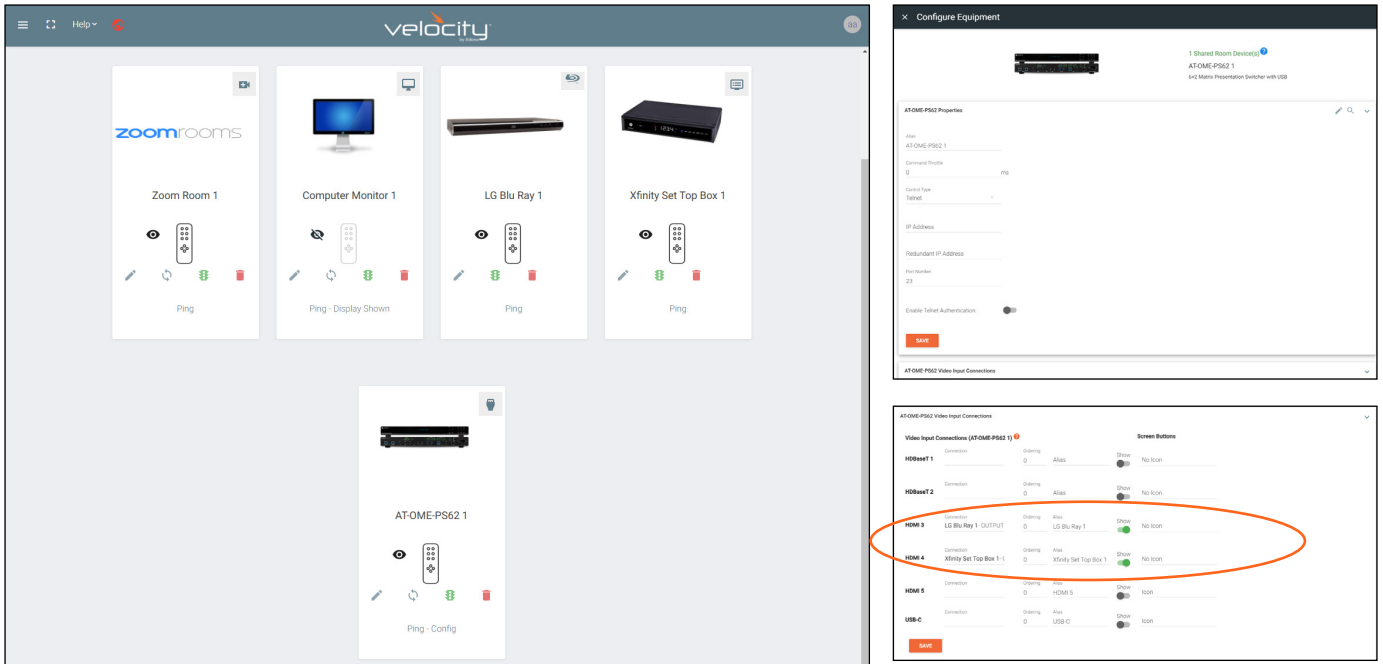 Help
velocity
by Atlona
aa
zoomrooms
Zoom Room 1
Ping
Computer Monitor 1
Ping - Display Shown
LG Blu Ray 1
Ping
Xfinity Set Top Box 1
Ping
AT-OME-PS62 1
Ping - Config
× Configure Equipment
1 Shared Room Device(s)
AT-OME-PS62 1
6×2 Matrix Presentation Switcher with USB
AT-OME-PS62 Properties
Alias
AT-OME-PS62 1
Command Throttle
0 ms
Control Type
Telnet
IP Address
Redundant IP Address
Port Number
23
Enable Telnet Authentication:
SAVE
AT-OME-PS62 Video Input Connections
AT-OME-PS62 Video Input Connections
Video Input Connections (AT-OME-PS62 1) Screen Buttons
Connection Ordering Show
HDBaseT 1 0 Alias No Icon
Connection Ordering Show
HDBaseT 2 0 Alias No Icon
Connection Ordering Alias Show
HDMI 3 LG Blu Ray 1- OUTPUT 0 LG Blu Ray 1 No Icon
Connection Ordering Alias Show
HDMI 4 Xfinity Set Top Box 1- 0 Xfinity Set Top Box 1 No Icon
Connection Ordering Alias Show
HDMI 5 0 HDMI 5 Icon
Connection Ordering Alias Show
USB-C 0 USB-C Icon
SAVE